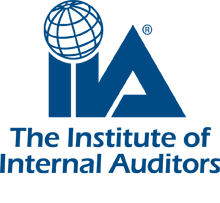 IIA®
The Institute of
Internal Auditors